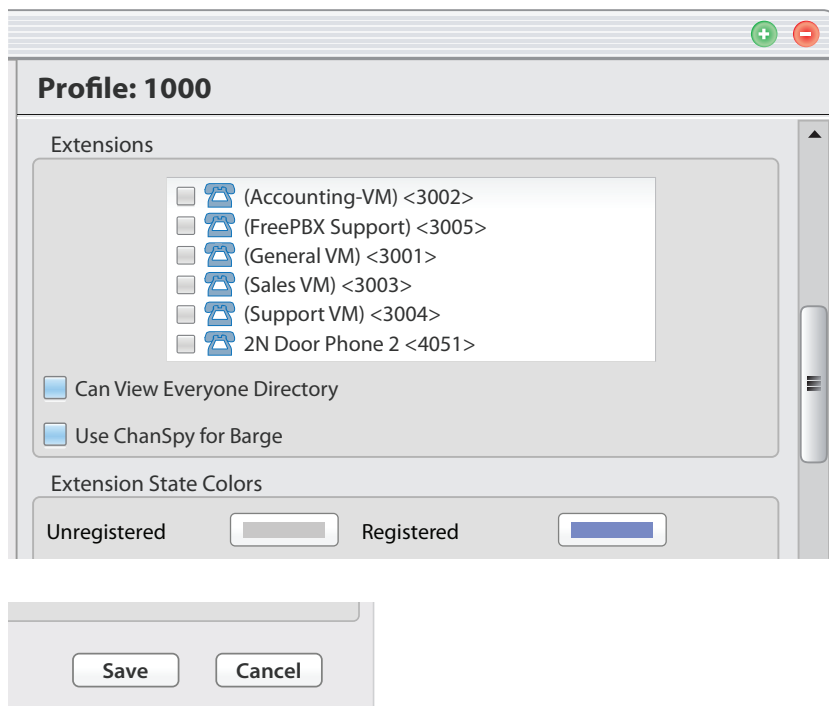 Profile: 1000
Extensions
(Accounting-VM) <3002>
(FreePBX Support) <3005>
(General VM) <3001>
(Sales VM) <3003>
(Support VM) <3004>
2N Door Phone 2 <4051>
Can View Everyone Directory
Use ChanSpy for Barge
Extension State Colors
Unregistered Registered
Save Cancel